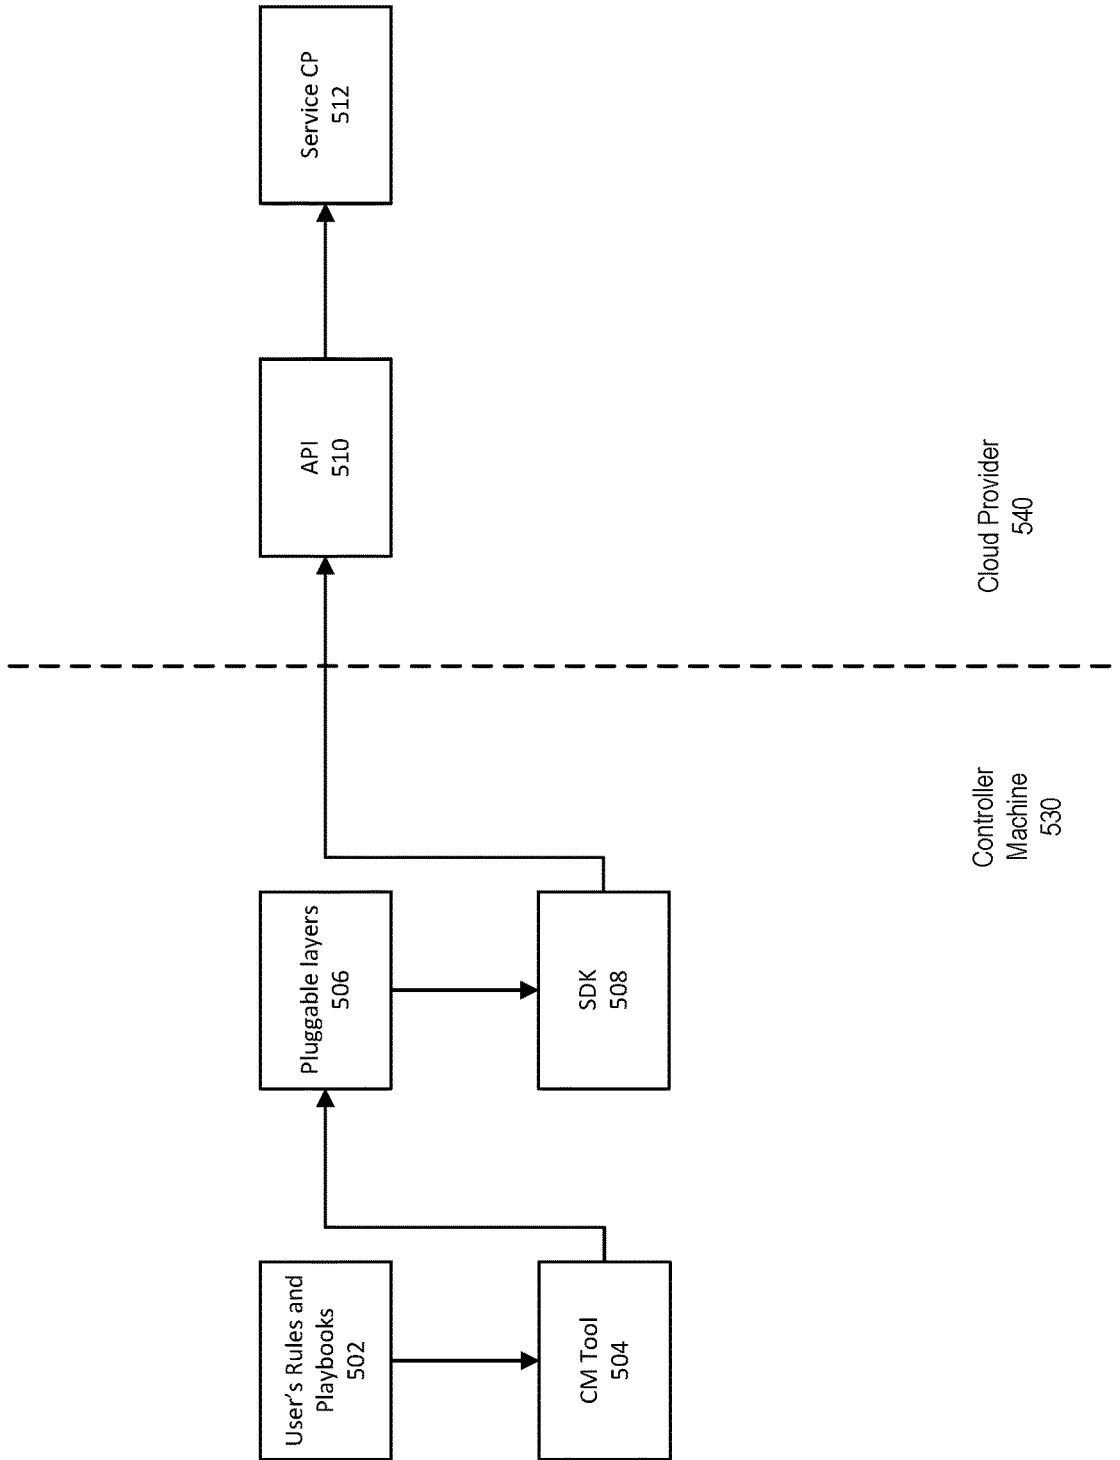 User's Rules and
Playbooks
502
CM Tool
504
Pluggable layers
506
SDK
508
API
510
Service CP
512
Controller
Machine
530
Cloud Provider
540